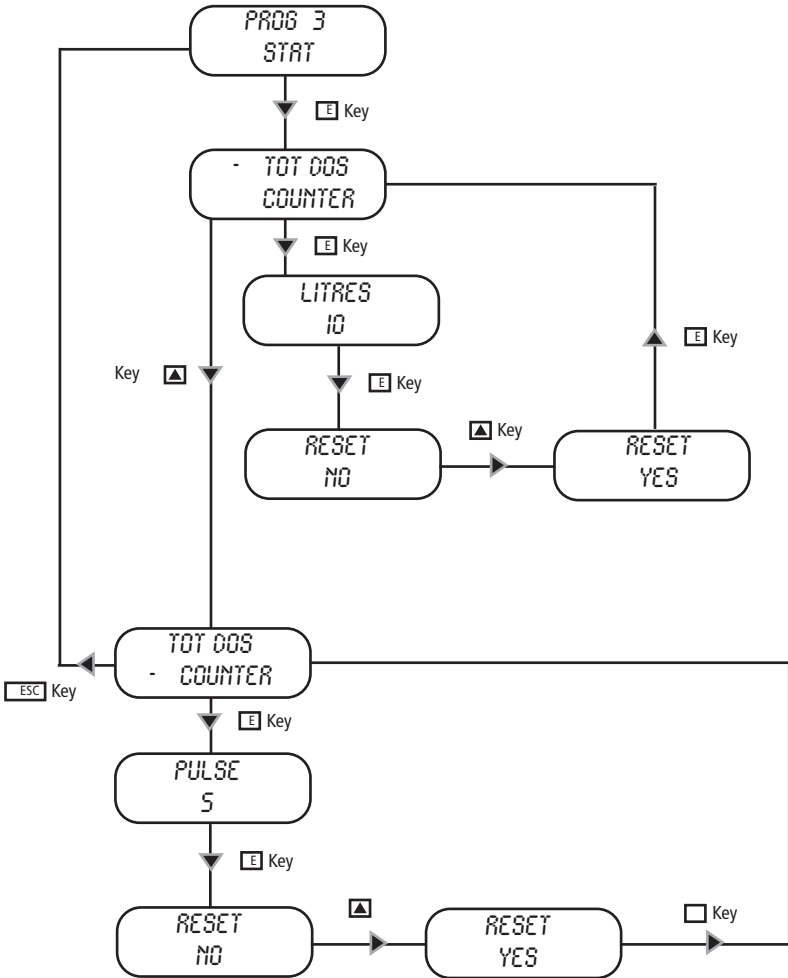 PROG 3
STAT
E Key
- TOT DOS
COUNTER
E Key
LITRES
10
E Key
Key
E Key
RESET
NO
Key
RESET
YES
TOT DOS
- COUNTER
ESC Key
E Key
PULSE
5
E Key
RESET
NO
RESET
YES
Key